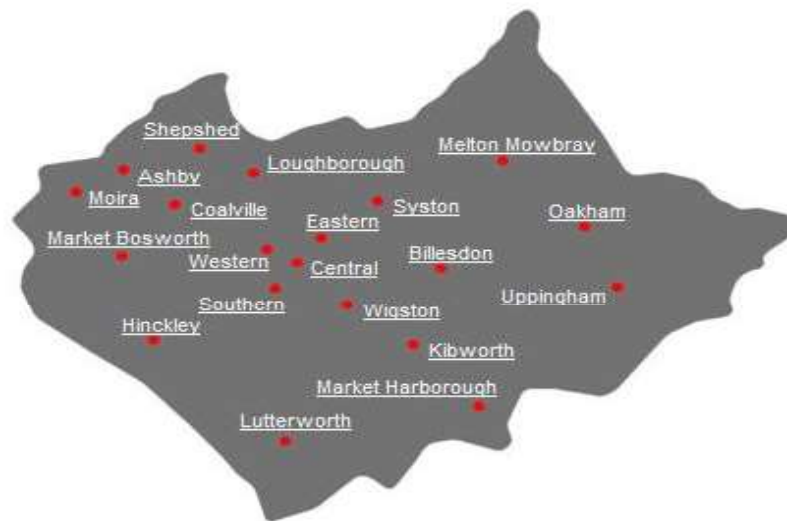 Shepshed
Melton Mowbray
Loughborough
Ashby
Moira
Coalville
Syston
Oakham
Eastern
Market Bosworth
Western
Central
Billesdon
Southern
Uppingham
Wigston
Hinckley
Kibworth
Market Harborough
Lutterworth